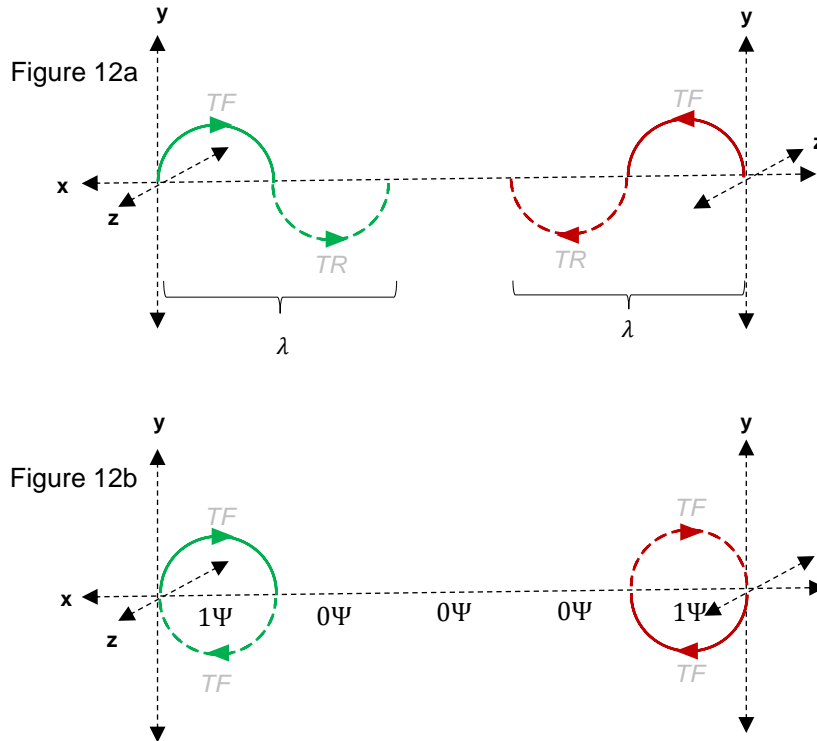 y y
Figure 12a
TF TF
z
x
z
TR TR
λ λ
y y
Figure 12b
TF TF
x
1Ψ 0Ψ 0Ψ 0Ψ 1Ψ
z
TF TF